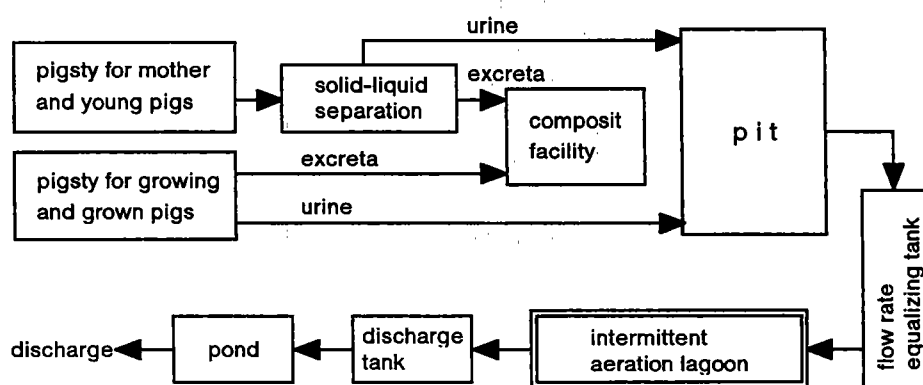 urine
pigsty for mother
and young pigs
solid-liquid
separation
excreta
composit
facility
pit
pigsty for growing
and grown pigs
excreta
urine
flow rate
equalizing tank
intermittent
aeration lagoon
discharge
tank
pond
discharge